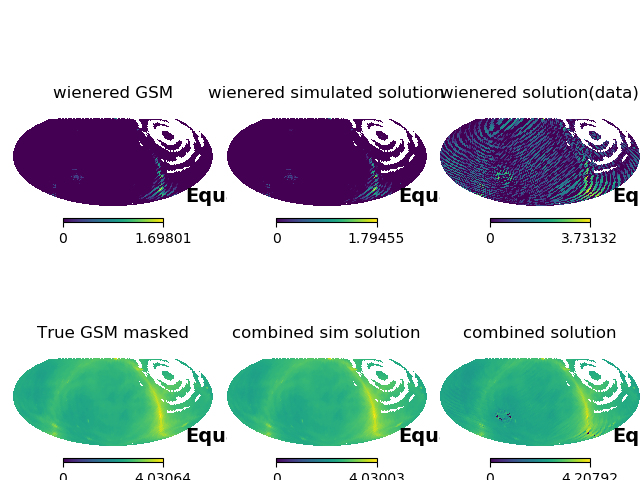 wienered GSM
wienered simulated solution
wienered solution(data)
Equ
Equ
Eq
0 1.69801
0 1.79455
0 3.73132
True GSM masked
combined sim solution
combined solution
Equ
Equ
Eq
0 4.03064
0 4.03003
0 4.20792